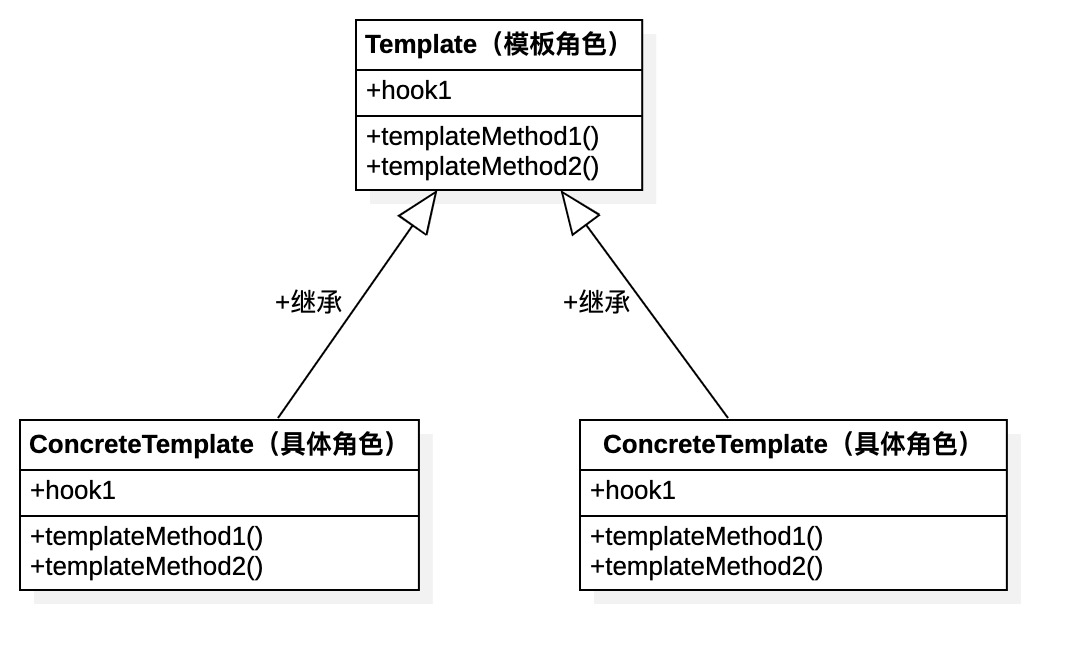 Template（模板角色）
+hook1
+templateMethod1()
+templateMethod2()
+继承
+继承
ConcreteTemplate（具体角色）
+hook1
+templateMethod1()
+templateMethod2()
ConcreteTemplate（具体角色）
+hook1
+templateMethod1()
+templateMethod2()